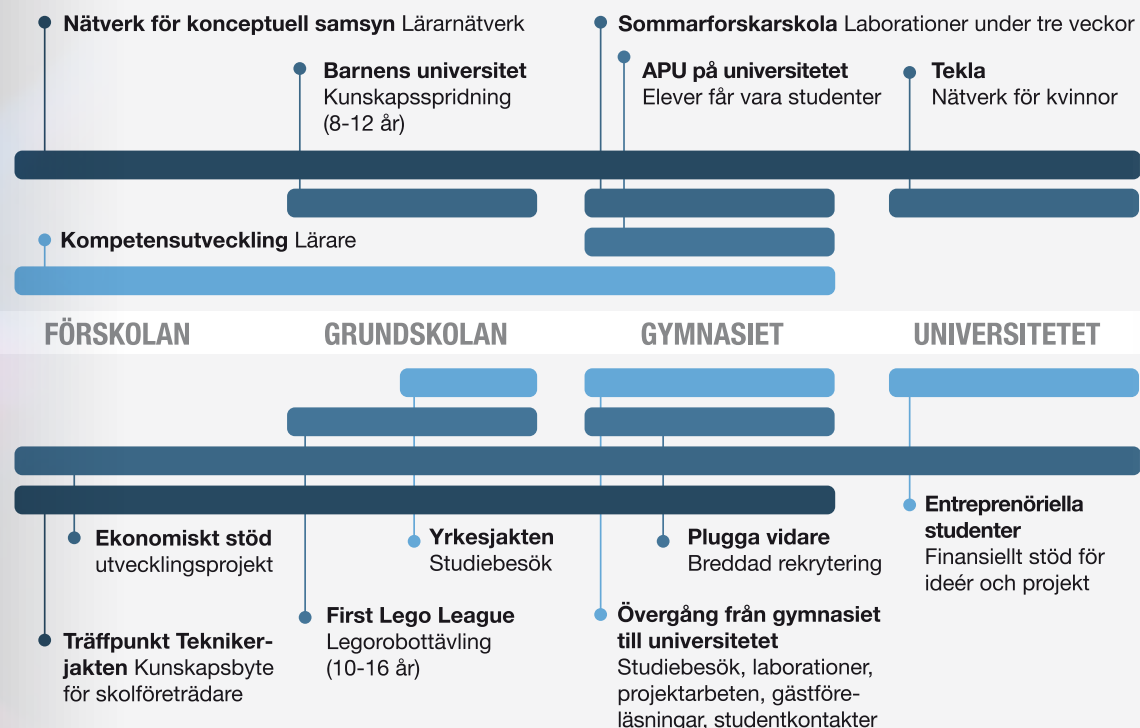 Nätverk för konceptuell samsyn Lärarnätverk
Sommarforskarskola Laborationer under tre veckor
Barnens universitet
Kunskapsspridning
(8-12 år)
APU på universitetet
Elever får vara studenter
Tekla
Nätverk för kvinnor
Kompetensutveckling Lärare
FÖRSKOLAN
GRUNDSKOLAN
GYMNASIET
UNIVERSITETET
Ekonomiskt stöd
utvecklingsprojekt
Yrkesjakten
Studiebesök
Plugga vidare
Breddad rekrytering
Entreprenöriella
studenter
Finansiellt stöd för
ideér och projekt
Träffpunkt Tekniker-
jakten Kunskapsbyte
för skolföreträdare
First Lego League
Legorobottävling
(10-16 år)
Övergång från gymnasiet
till universitetet
Studiebesök, laborationer,
projektarbeten, gästföre-
läsningar, studentkontakter